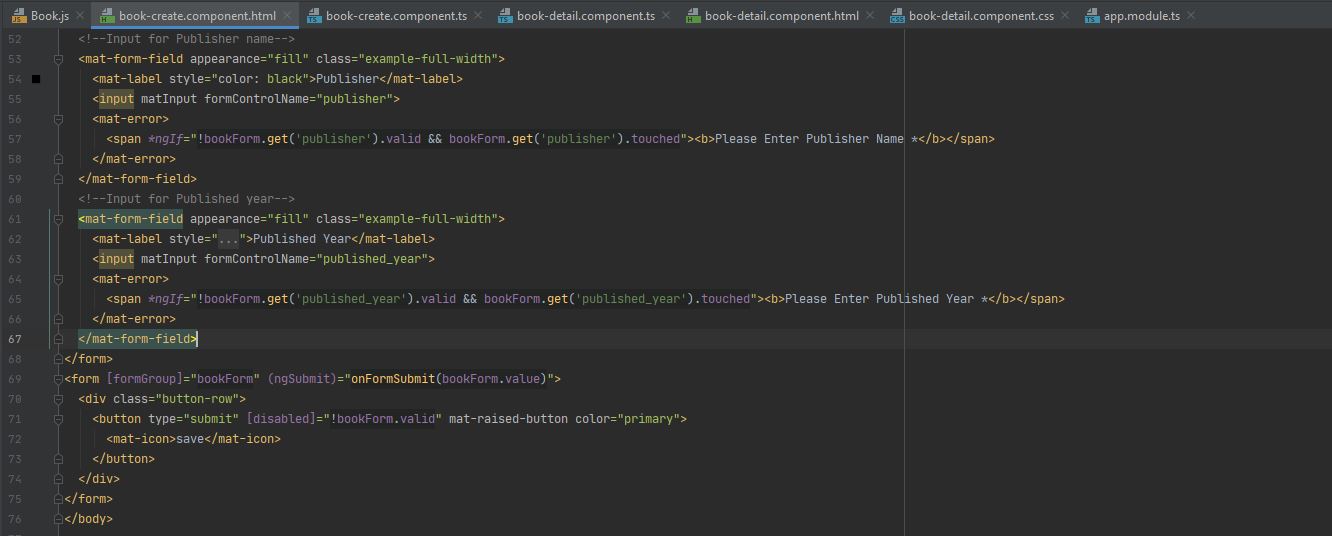 Book.js book-create.component.html book-create.component.ts book-detail.component.ts book-detail.component.html book-detail.component.css app.module.ts
52 <!--Input for Publisher name-->
53 <mat-form-field appearance="fill" class="example-full-width">
54 <mat-label style="color: black">Publisher</mat-label>
55 <input matInput formControlName="publisher">
56 <mat-error>
57 <span *ngIf="!bookForm.get('publisher').valid && bookForm.get('publisher').touched"><b>Please Enter Publisher Name *</b></span>
58 </mat-error>
59 </mat-form-field>
60 <!--Input for Published year-->
61 <mat-form-field appearance="fill" class="example-full-width">
62 <mat-label style="...">Published Year</mat-label>
63 <input matInput formControlName="published_year">
64 <mat-error>
65 <span *ngIf="!bookForm.get('published_year').valid && bookForm.get('published_year').touched"><b>Please Enter Published Year *</b></span>
66 </mat-error>
67 </mat-form-field>
68 </form>
69 <form [formGroup]="bookForm" (ngSubmit)="onFormSubmit(bookForm.value)">
70 <div class="button-row">
71 <button type="submit" [disabled]="!bookForm.valid" mat-raised-button color="primary">
72 <mat-icon>save</mat-icon>
73 </button>
74 </div>
75 </form>
76 </body>